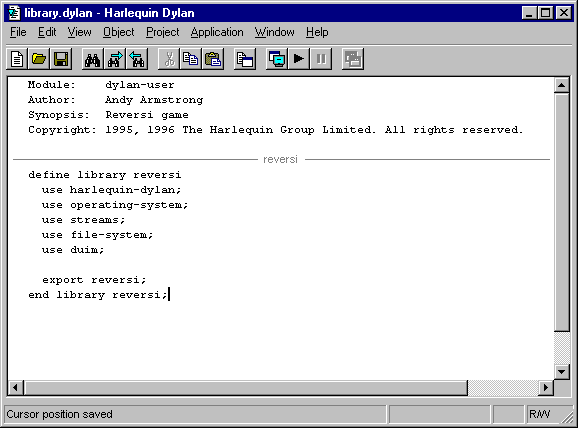 library.dylan - Harlequin Dylan
File Edit View Object Project Application Window Help
Module: dylan-user
Author: Andy Armstrong
Synopsis: Reversi game
Copyright: 1995, 1996 The Harlequin Group Limited. All rights reserved.
reversi
define library reversi
use harlequin-dylan;
use operating-system;
use streams;
use file-system;
use duim;
export reversi;
end library reversi;
Cursor position saved
R/W